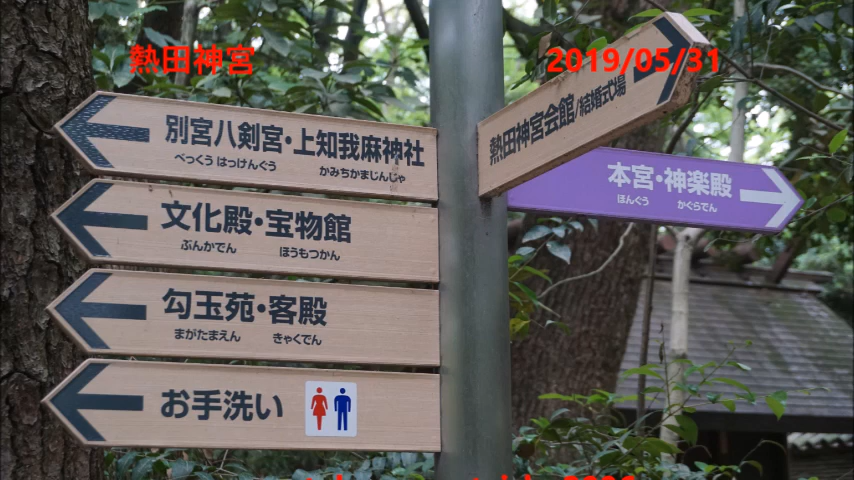 熱田神宮
2019/05/31
別宮八剣宮・上知我麻神社
べっくう はっけんぐう かみちかまじんじゃ
文化殿・宝物館
ぶんかでん ほうもつかん
勾玉苑・客殿
まがたまえん きゃくでん
お手洗い
熱田神宮会館/結婚式場
本宮・神楽殿
ほんぐう かぐらでん